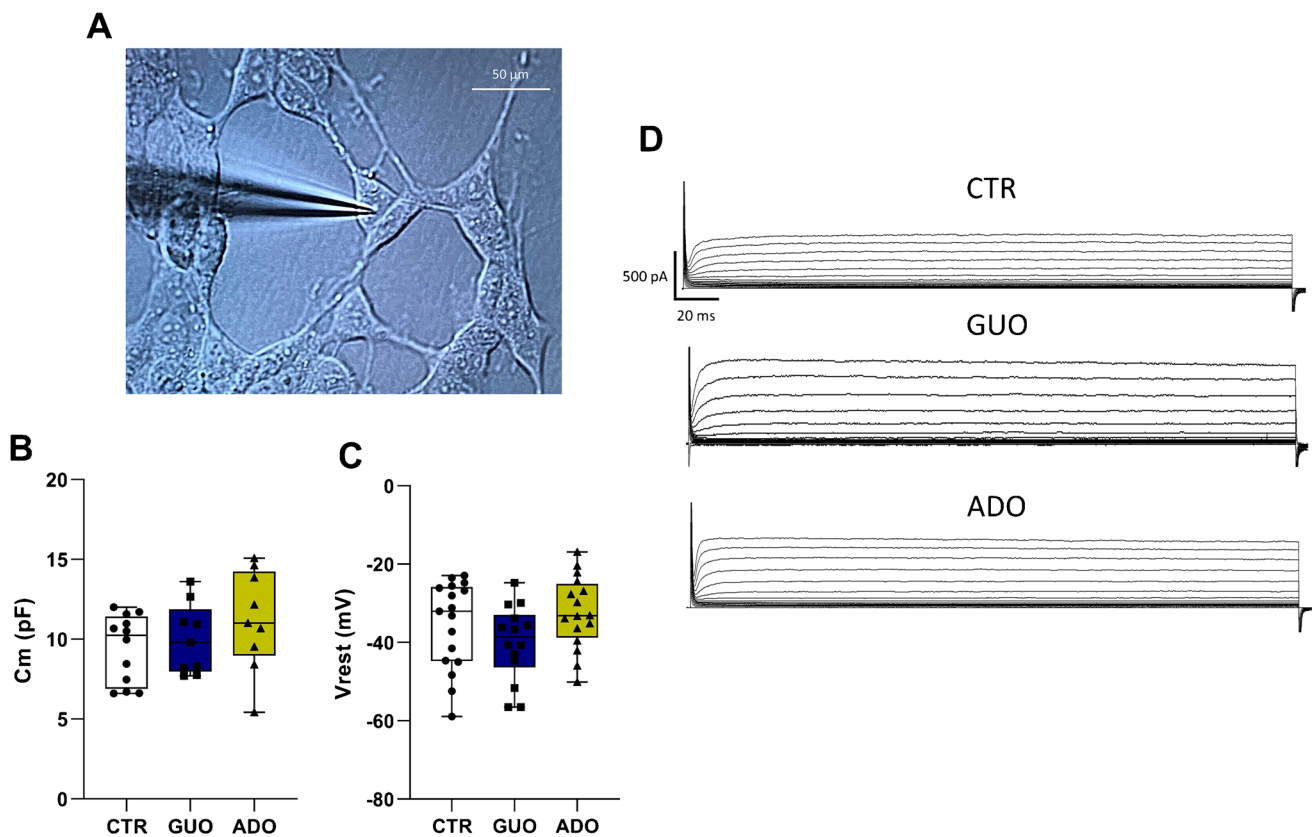 A
50 μm
B
Cm (pF)
20
15
10
5
0
CTR GUO ADO
C
Vrest (mV)
0
-20
-40
-60
-80
CTR GUO ADO
D
CTR
500 pA
20 ms
GUO
ADO